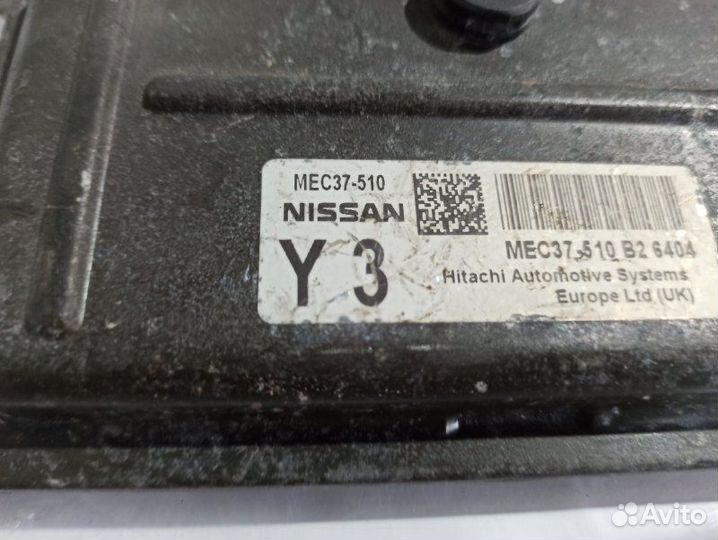 MEC37-510
NISSAN
Y 3
MEC37-510 B2 6404
Hitachi Automotive Systems
Europe Ltd (UK)
Avito